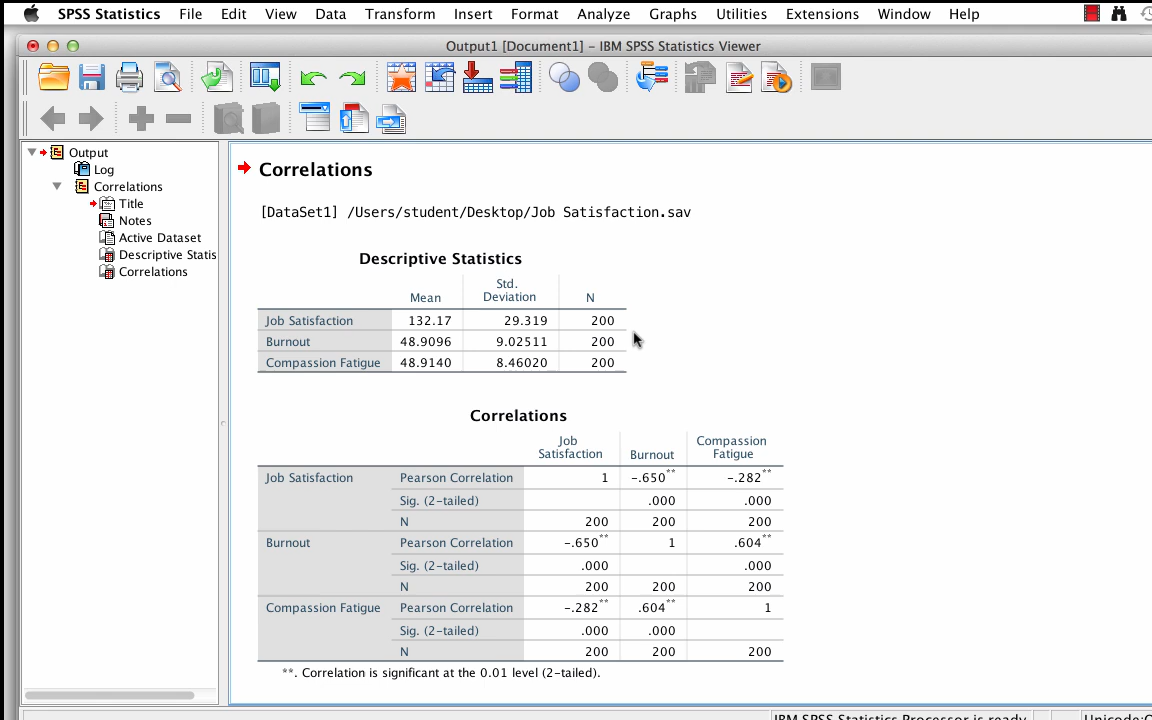 SPSS Statistics File Edit View Data Transform Insert Format Analyze Graphs Utilities Extensions Window Help
Output1 [Document1] – IBM SPSS Statistics Viewer
Output
Log
Correlations
Title
Notes
Active Dataset
Descriptive Statis
Correlations
Correlations
[DataSet1] /Users/student/Desktop/Job Satisfaction.sav
Descriptive Statistics
Mean Std. Deviation N
Job Satisfaction 132.17 29.319 200
Burnout 48.9096 9.02511 200
Compassion Fatigue 48.9140 8.46020 200
Correlations
Job Satisfaction Burnout Compassion Fatigue
Job Satisfaction Pearson Correlation 1 -.650** -.282**
Sig. (2-tailed) .000 .000
N 200 200 200
Burnout Pearson Correlation -.650** 1 .604**
Sig. (2-tailed) .000 .000
N 200 200 200
Compassion Fatigue Pearson Correlation -.282** .604** 1
Sig. (2-tailed) .000 .000
N 200 200 200
**. Correlation is significant at the 0.01 level (2-tailed).
IBM SPSS Statistics Processor is ready Unicode: